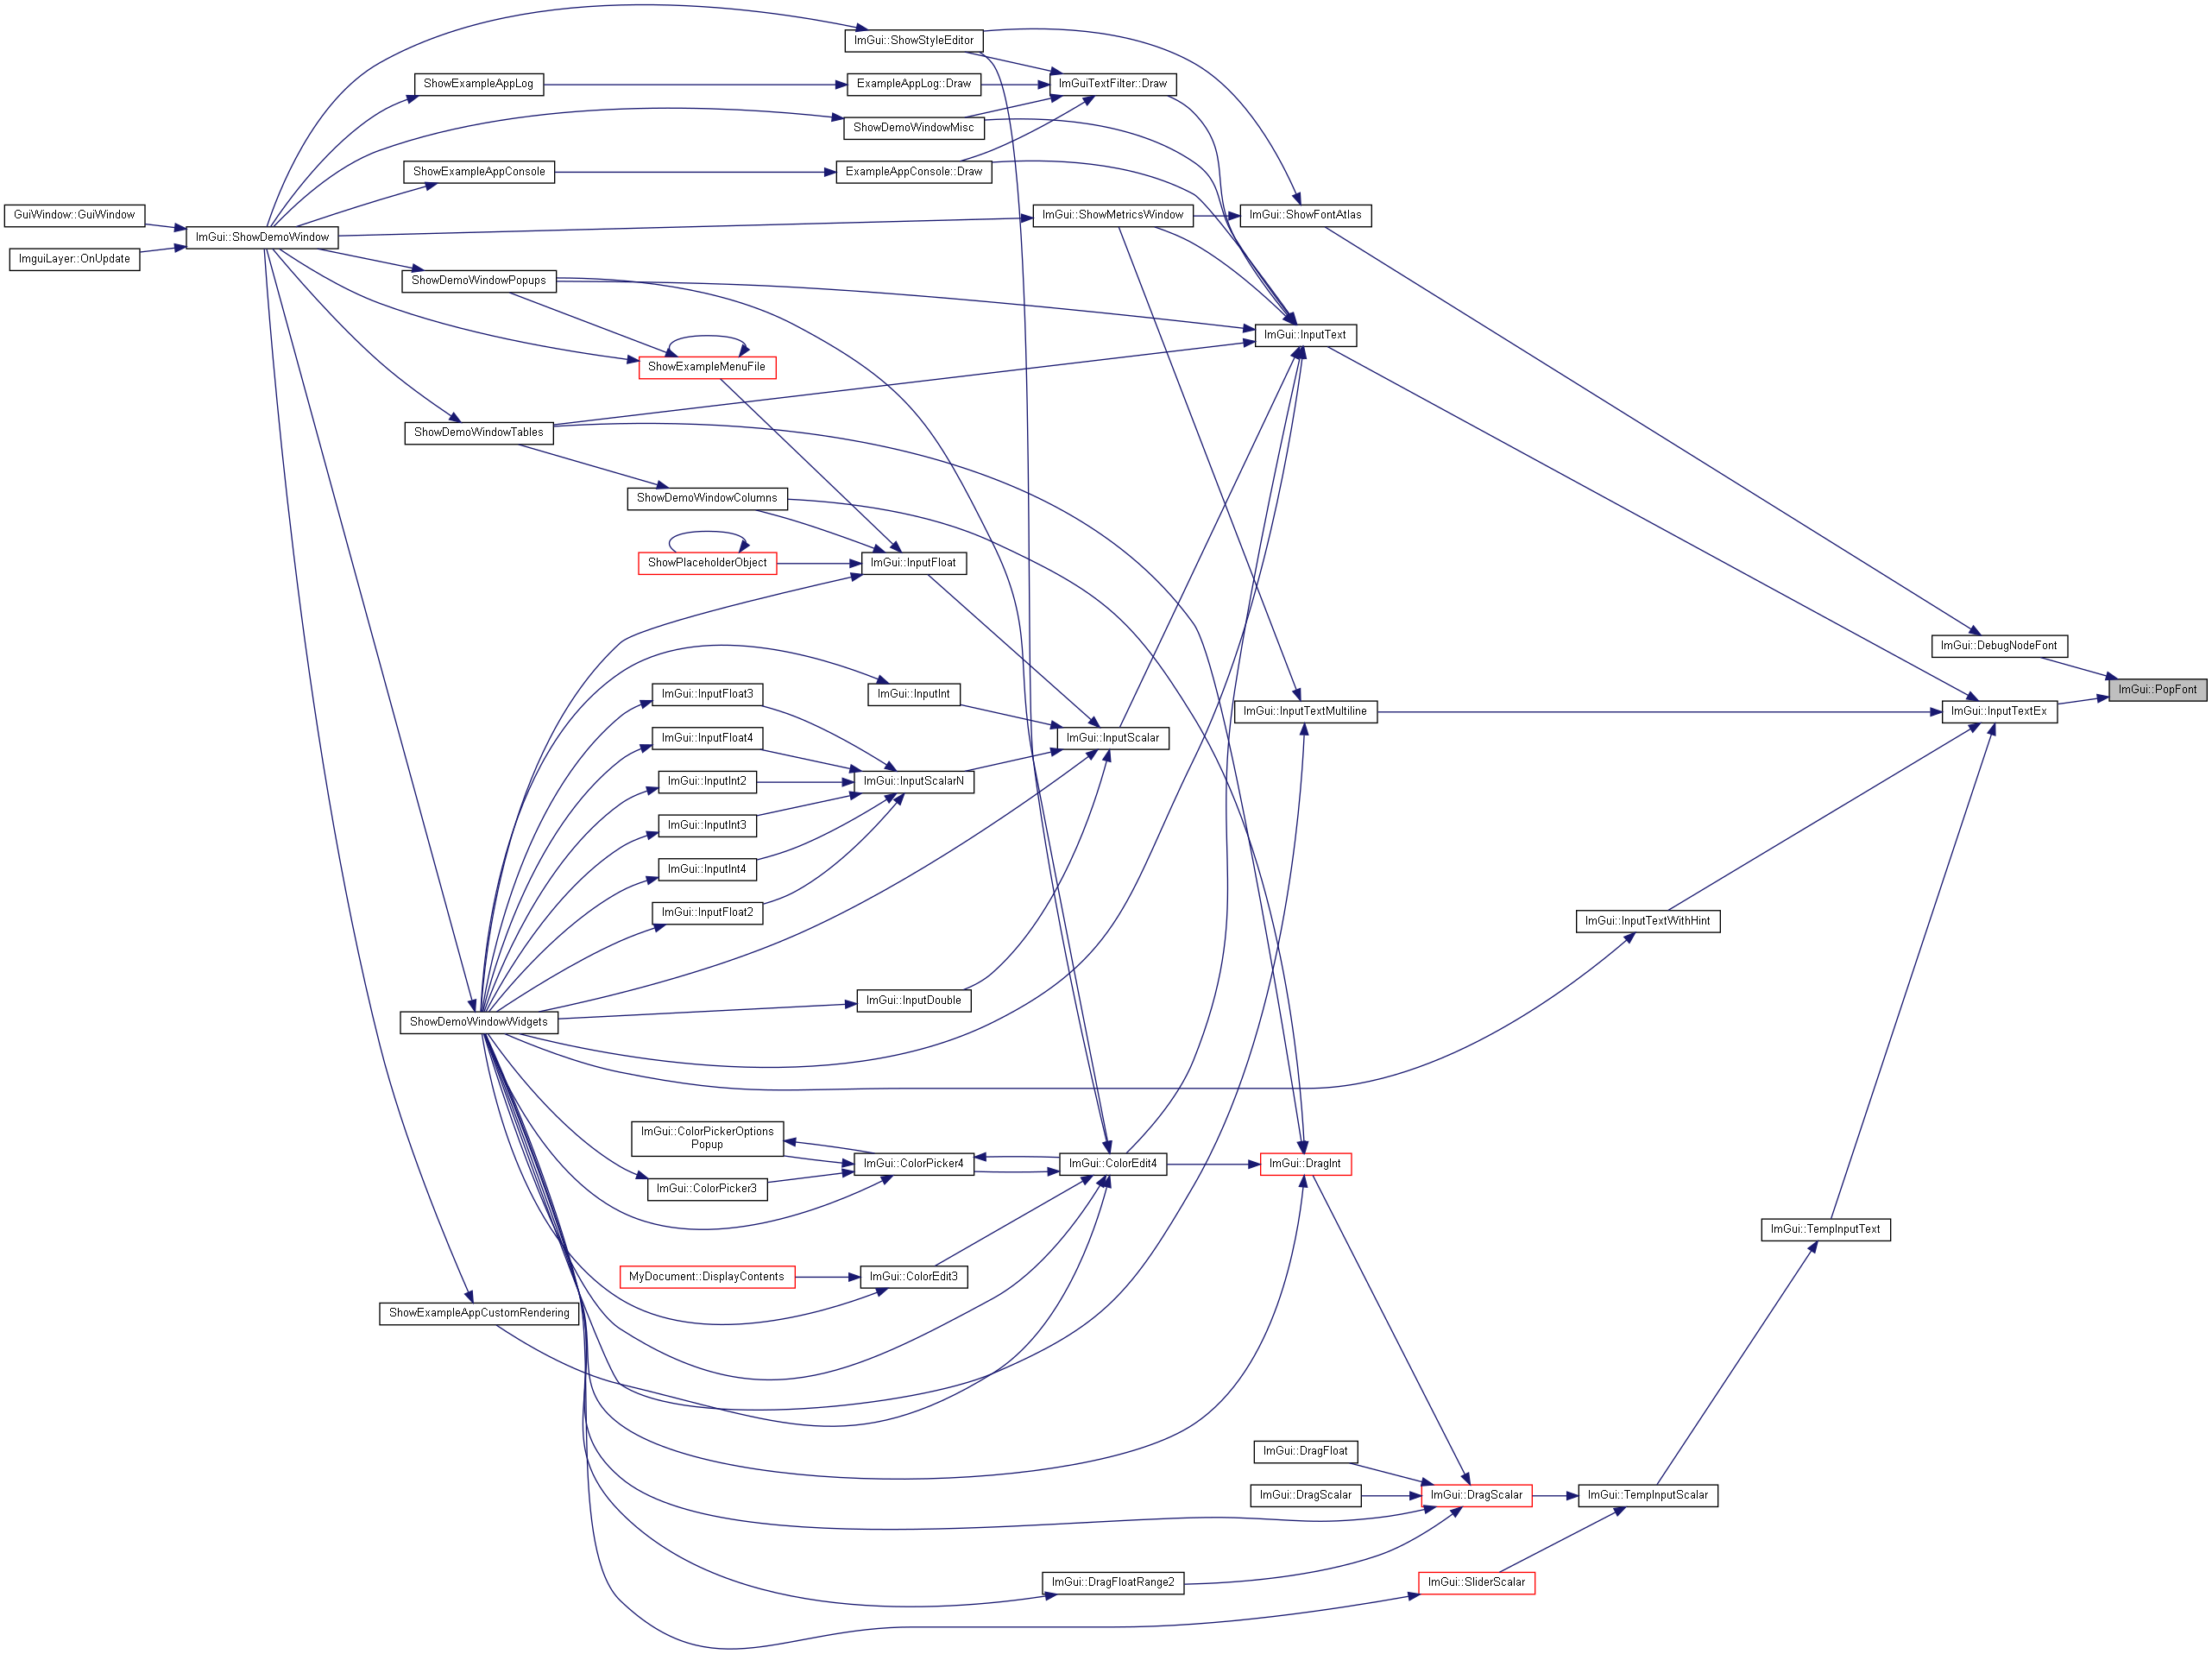 ImGui::ShowStyleEditor
ShowExampleAppLog
ExampleAppLog::Draw
ImGuiTextFilter::Draw
ShowDemoWindowMisc
ShowExampleAppConsole
ExampleAppConsole::Draw
GuiWindow::GuiWindow
ImGui::ShowMetricsWindow
ImGui::ShowFontAtlas
ImGui::ShowDemoWindow
ImguiLayer::OnUpdate
ShowDemoWindowPopups
ImGui::InputText
ShowExampleMenuFile
ShowDemoWindowTables
ShowDemoWindowColumns
ShowPlaceholderObject
ImGui::InputFloat
ImGui::DebugNodeFont
ImGui::PopFont
ImGui::InputFloat3
ImGui::InputInt
ImGui::InputTextMultiline
ImGui::InputTextEx
ImGui::InputFloat4
ImGui::InputScalar
ImGui::InputInt2
ImGui::InputScalarN
ImGui::InputInt3
ImGui::InputInt4
ImGui::InputFloat2
ImGui::InputTextWithHint
ImGui::InputDouble
ShowDemoWindowWidgets
ImGui::ColorPickerOptions
Popup
ImGui::ColorPicker4
ImGui::ColorEdit4
ImGui::DragInt
ImGui::ColorPicker3
ImGui::TempInputText
MyDocument::DisplayContents
ImGui::ColorEdit3
ShowExampleAppCustomRendering
ImGui::DragFloat
ImGui::DragScalar
ImGui::DragScalar
ImGui::TempInputScalar
ImGui::DragFloatRange2
ImGui::SliderScalar